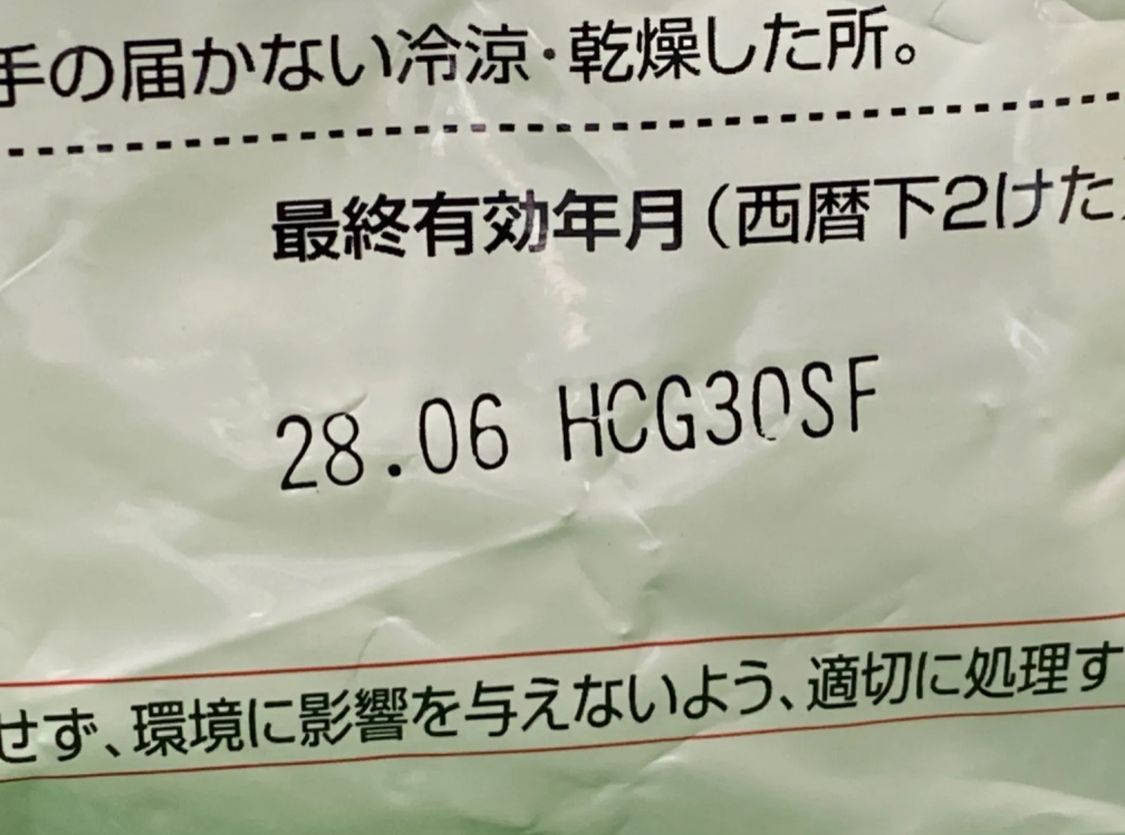 手の届かない冷涼・乾燥した所。
最終有効年月(西暦下2けた)
28.06 HCG30SF
せず、環境に影響を与えないよう、適切に処理す